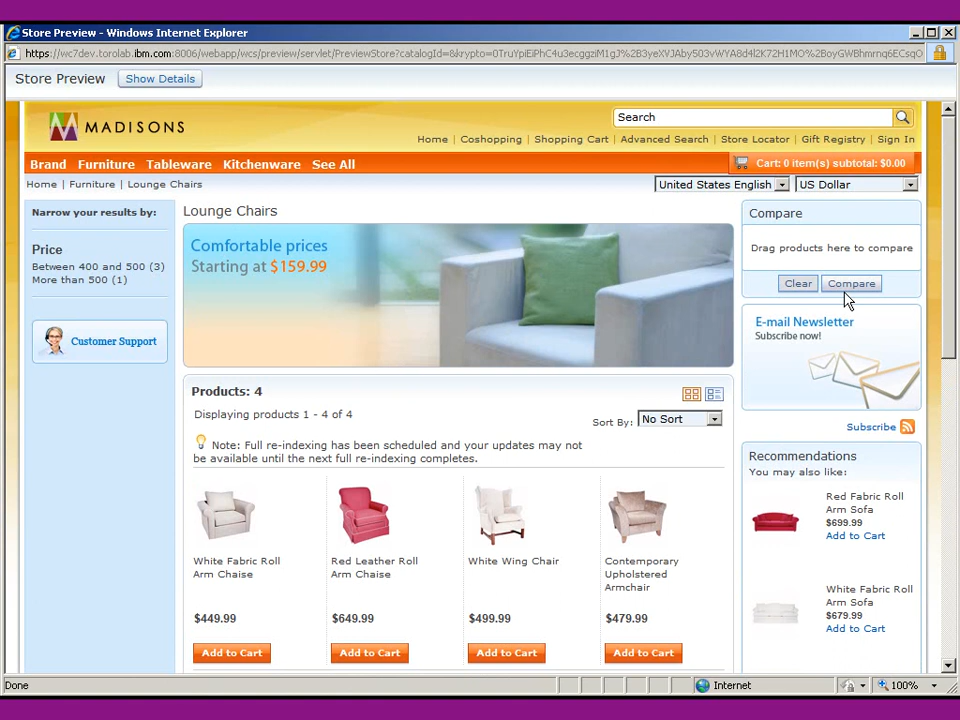 Store Preview - Windows Internet Explorer
Store Preview
Show Details
MADISONS
Search
Home | Coshopping | Shopping Cart | Advanced Search | Store Locator | Gift Registry | Sign In
Brand Furniture Tableware Kitchenware See All
Cart: 0 item(s) subtotal: $0.00
Home | Furniture | Lounge Chairs
United States English
US Dollar
Narrow your results by:
Price
Between 400 and 500 (3)
More than 500 (1)
Customer Support
Lounge Chairs
Comfortable prices
Starting at $159.99
Products: 4
Displaying products 1 - 4 of 4
Sort By: No Sort
Note: Full re-indexing has been scheduled and your updates may not
be available until the next full re-indexing completes.
White Fabric Roll
Arm Chaise
$449.99
Add to Cart
Red Leather Roll
Arm Chaise
$649.99
Add to Cart
White Wing Chair
$499.99
Add to Cart
Contemporary
Upholstered
Armchair
$479.99
Add to Cart
Compare
Drag products here to compare
Clear Compare
E-mail Newsletter
Subscribe now!
Subscribe
Recommendations
You may also like:
Red Fabric Roll
Arm Sofa
$699.99
Add to Cart
White Fabric Roll
Arm Sofa
$679.99
Add to Cart
Done
Internet
100%